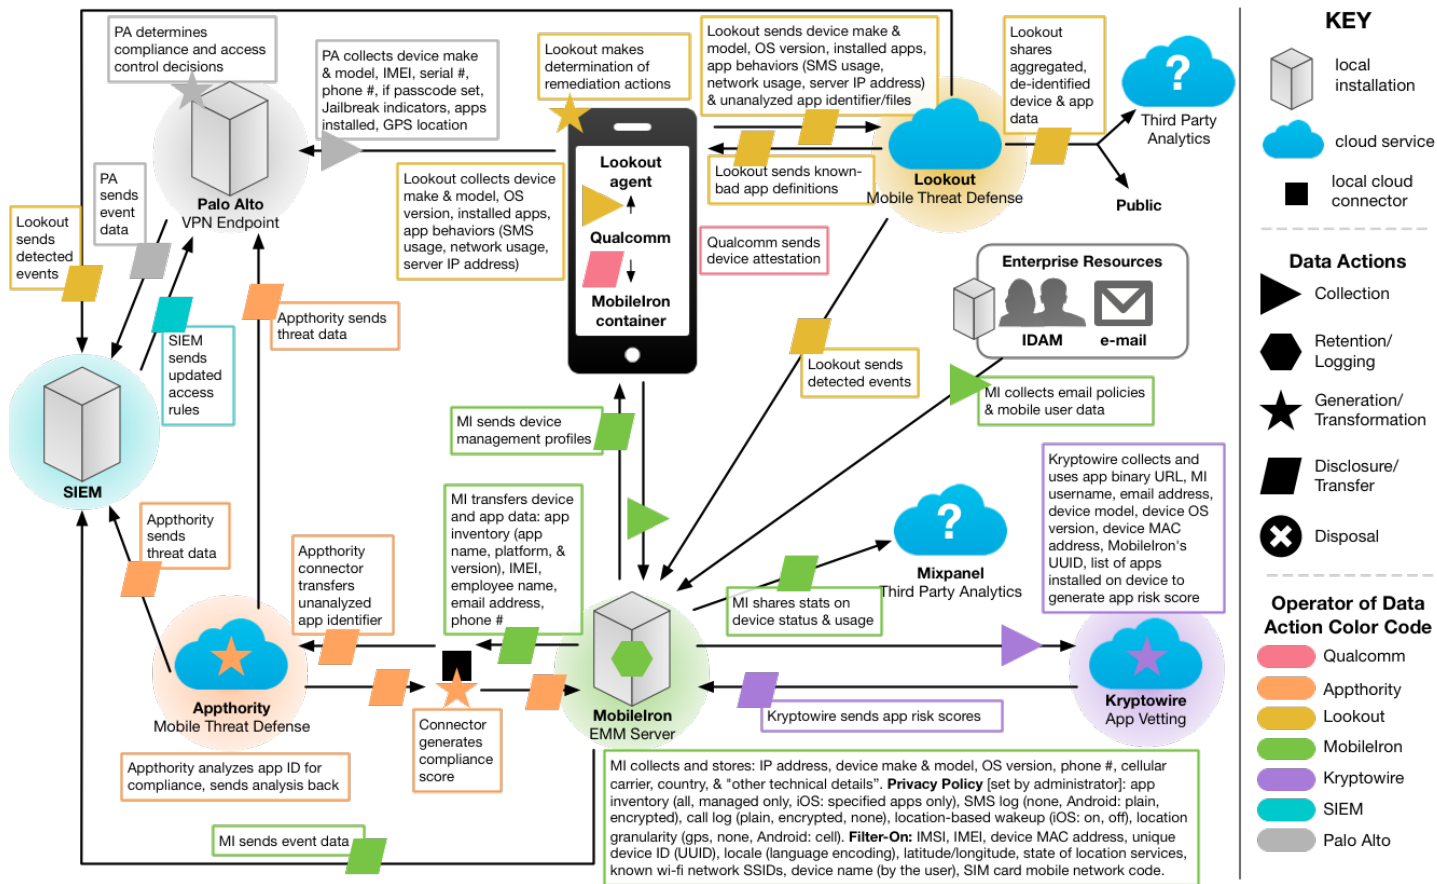 PA determines
compliance and access
control decisions
PA collects device make
& model, IMEI, serial #,
phone #, if passcode set,
Jailbreak indicators, apps
installed, GPS location
Lookout makes
determination of
remediation actions
Lookout sends device make &
model, OS version, installed apps,
app behaviors (SMS usage,
network usage, server IP address)
& unanalyzed app identifier/files
Lookout
shares
aggregated,
de-identified
device & app
data
?
Third Party
Analytics
Public
Lookout
Mobile Threat Defense
Lookout sends known-
bad app definitions
Lookout
agent
Qualcomm
MobileIron
container
Qualcomm sends
device attestation
Lookout collects device
make & model, OS
version, installed apps,
app behaviors (SMS
usage, network usage,
server IP address)
Palo Alto
VPN Endpoint
PA
sends
event
data
Lookout
sends
detected
events
SIEM
sends
updated
access
rules
Appthority sends
threat data
SIEM
Enterprise Resources
IDAM
e-mail
Lookout sends
detected events
MI collects email policies
& mobile user data
MI sends device
management profiles
MI transfers device
and app data: app
inventory (app
name, platform, &
version), IMEI,
employee name,
email address,
phone #
Appthority
sends
threat data
Appthority
connector
transfers
unanalyzed
app identifier
Kryptowire collects and
uses app binary URL, MI
username, email address,
device model, device OS
version, device MAC
address, MobileIron's
UUID, list of apps
installed on device to
generate app risk score
?
Mixpanel
Third Party Analytics
MI shares stats on
device status & usage
Appthority
Mobile Threat Defense
Connector
generates
compliance
score
MobileIron
EMM Server
Kryptowire sends app risk scores
Kryptowire
App Vetting
Appthority analyzes app ID for
compliance, sends analysis back
MI sends event data
MI collects and stores: IP address, device make & model, OS version, phone #, cellular
carrier, country, & "other technical details". Privacy Policy [set by administrator]: app
inventory (all, managed only, iOS: specified apps only), SMS log (none, Android: plain,
encrypted), call log (plain, encrypted, none), location-based wakeup (iOS: on, off), location
granularity (gps, none, Android: cell). Filter-On: IMSI, IMEI, device MAC address, unique
device ID (UUID), locale (language encoding), latitude/longitude, state of location services,
known wi-fi network SSIDs, device name (by the user), SIM card mobile network code.
KEY
local
installation
cloud service
local cloud
connector
Data Actions
Collection
Retention/
Logging
Generation/
Transformation
Disclosure/
Transfer
Disposal
Operator of Data
Action Color Code
Qualcomm
Appthority
Lookout
MobileIron
Kryptowire
SIEM
Palo Alto